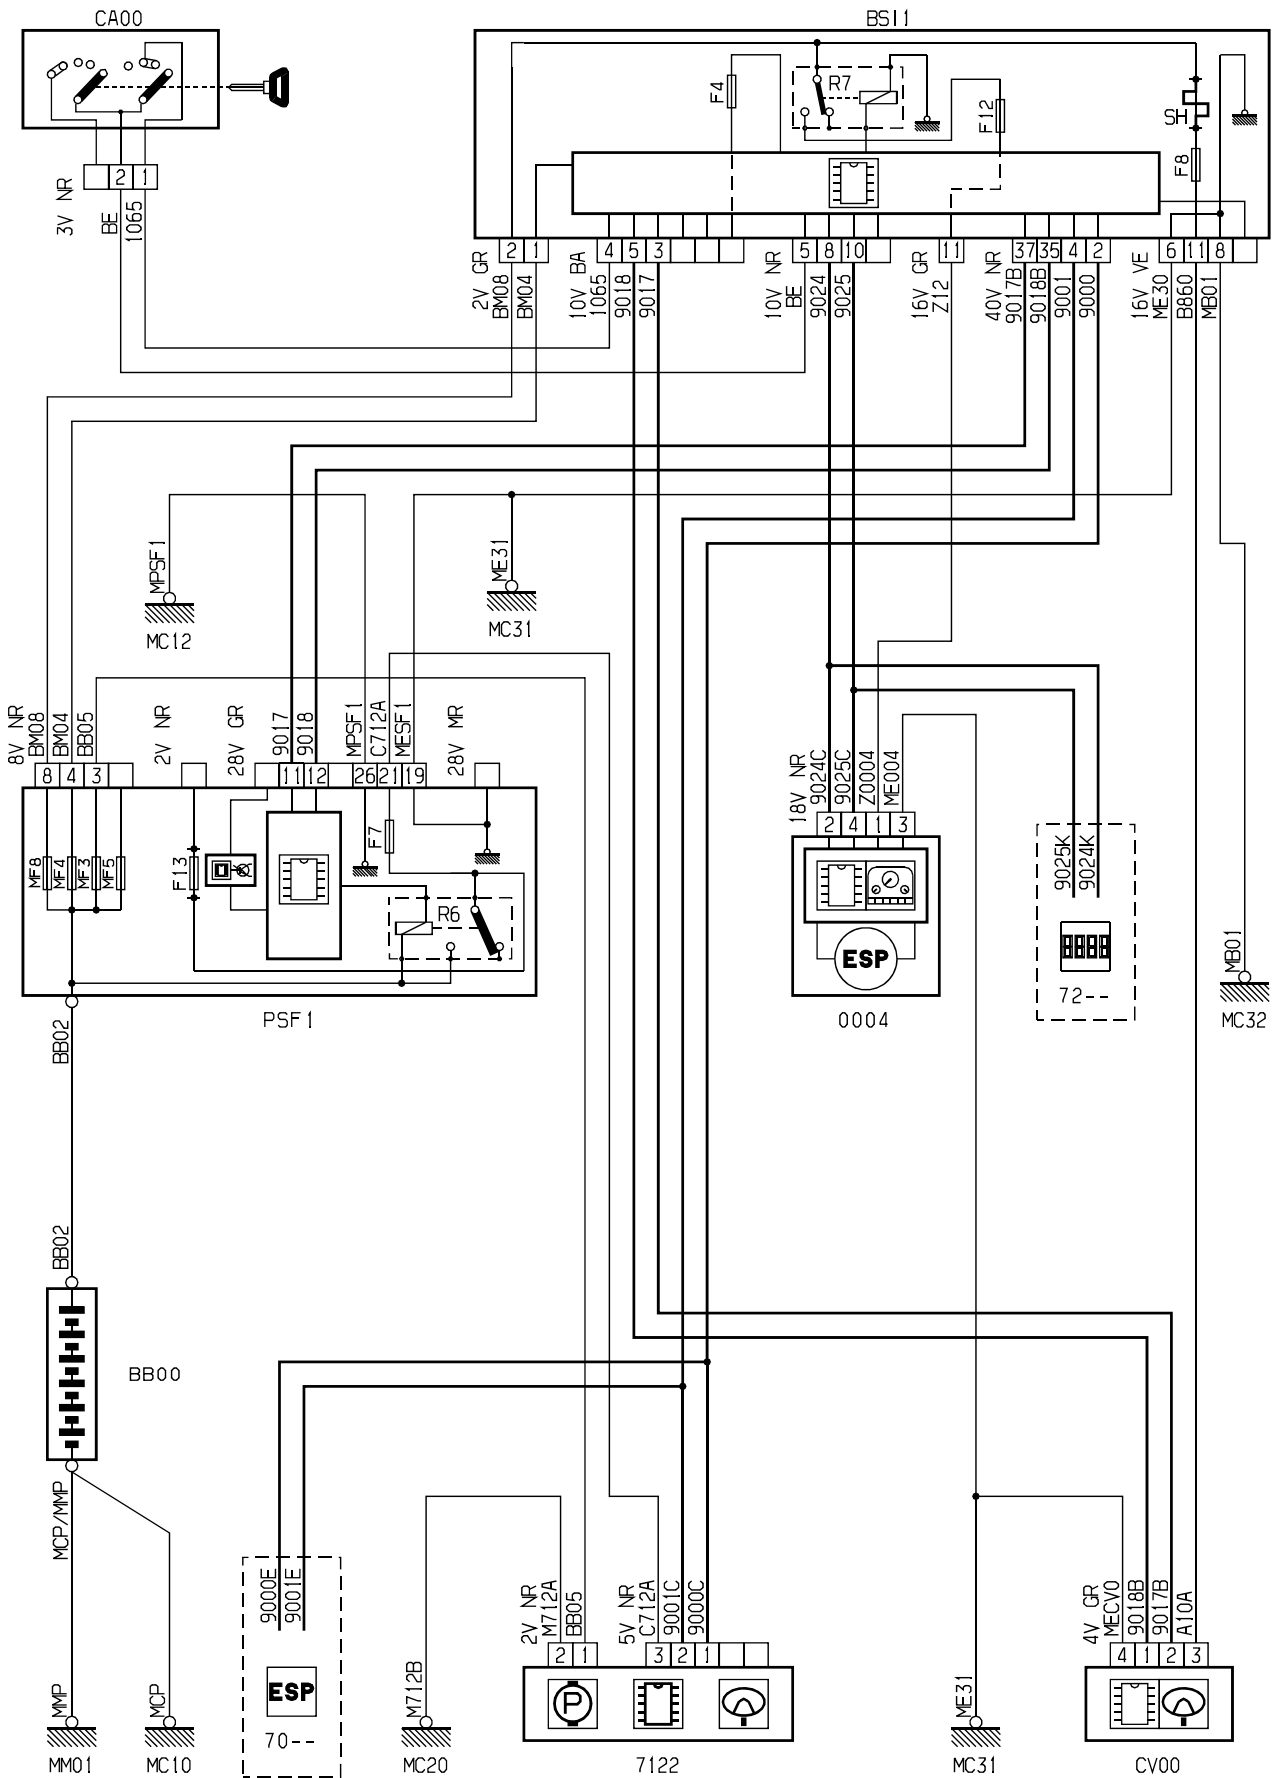 CA00
BSI1
F4
R7
F12
SH
F8
2 1
3V NR
BE
1065
2 1
4 5 3
5 8 10
11
37 35 4 2
6 11 8
2V GR
BM08
BM04
10V BA
1065
9018
9017
10V NR
BE
9024
9025
16V GR
Z12
40V NR
9017B
9018B
9001
9000
16V VE
ME30
B860
MB01
MPSF1
MC12
ME31
MC31
8V NR
BM08
BM04
BB05
2V NR
28V GR
9017
9018
MPSF1
C712A
MESF1
28V MR
8 4 3
11 12
26 21 19
MF8
MF4
MF3
MF5
F13
F7
R6
PSF1
18V NR
9024C
9025C
Z0004
ME004
2 4 1 3
ESP
0004
9025K
9024K
72--
MB01
MC32
BB02
BB02
BB00
MCP/MMP
MMP
MCP
MM01
MC10
9000E
9001E
ESP
70--
M712B
MC20
2V NR
M712A
BB05
5V NR
C712A
9001C
9000C
2 1
3 2 1
P
7122
ME31
MC31
4V GR
MECV0
9018B
9017B
A10A
4 1 2 3
CV00